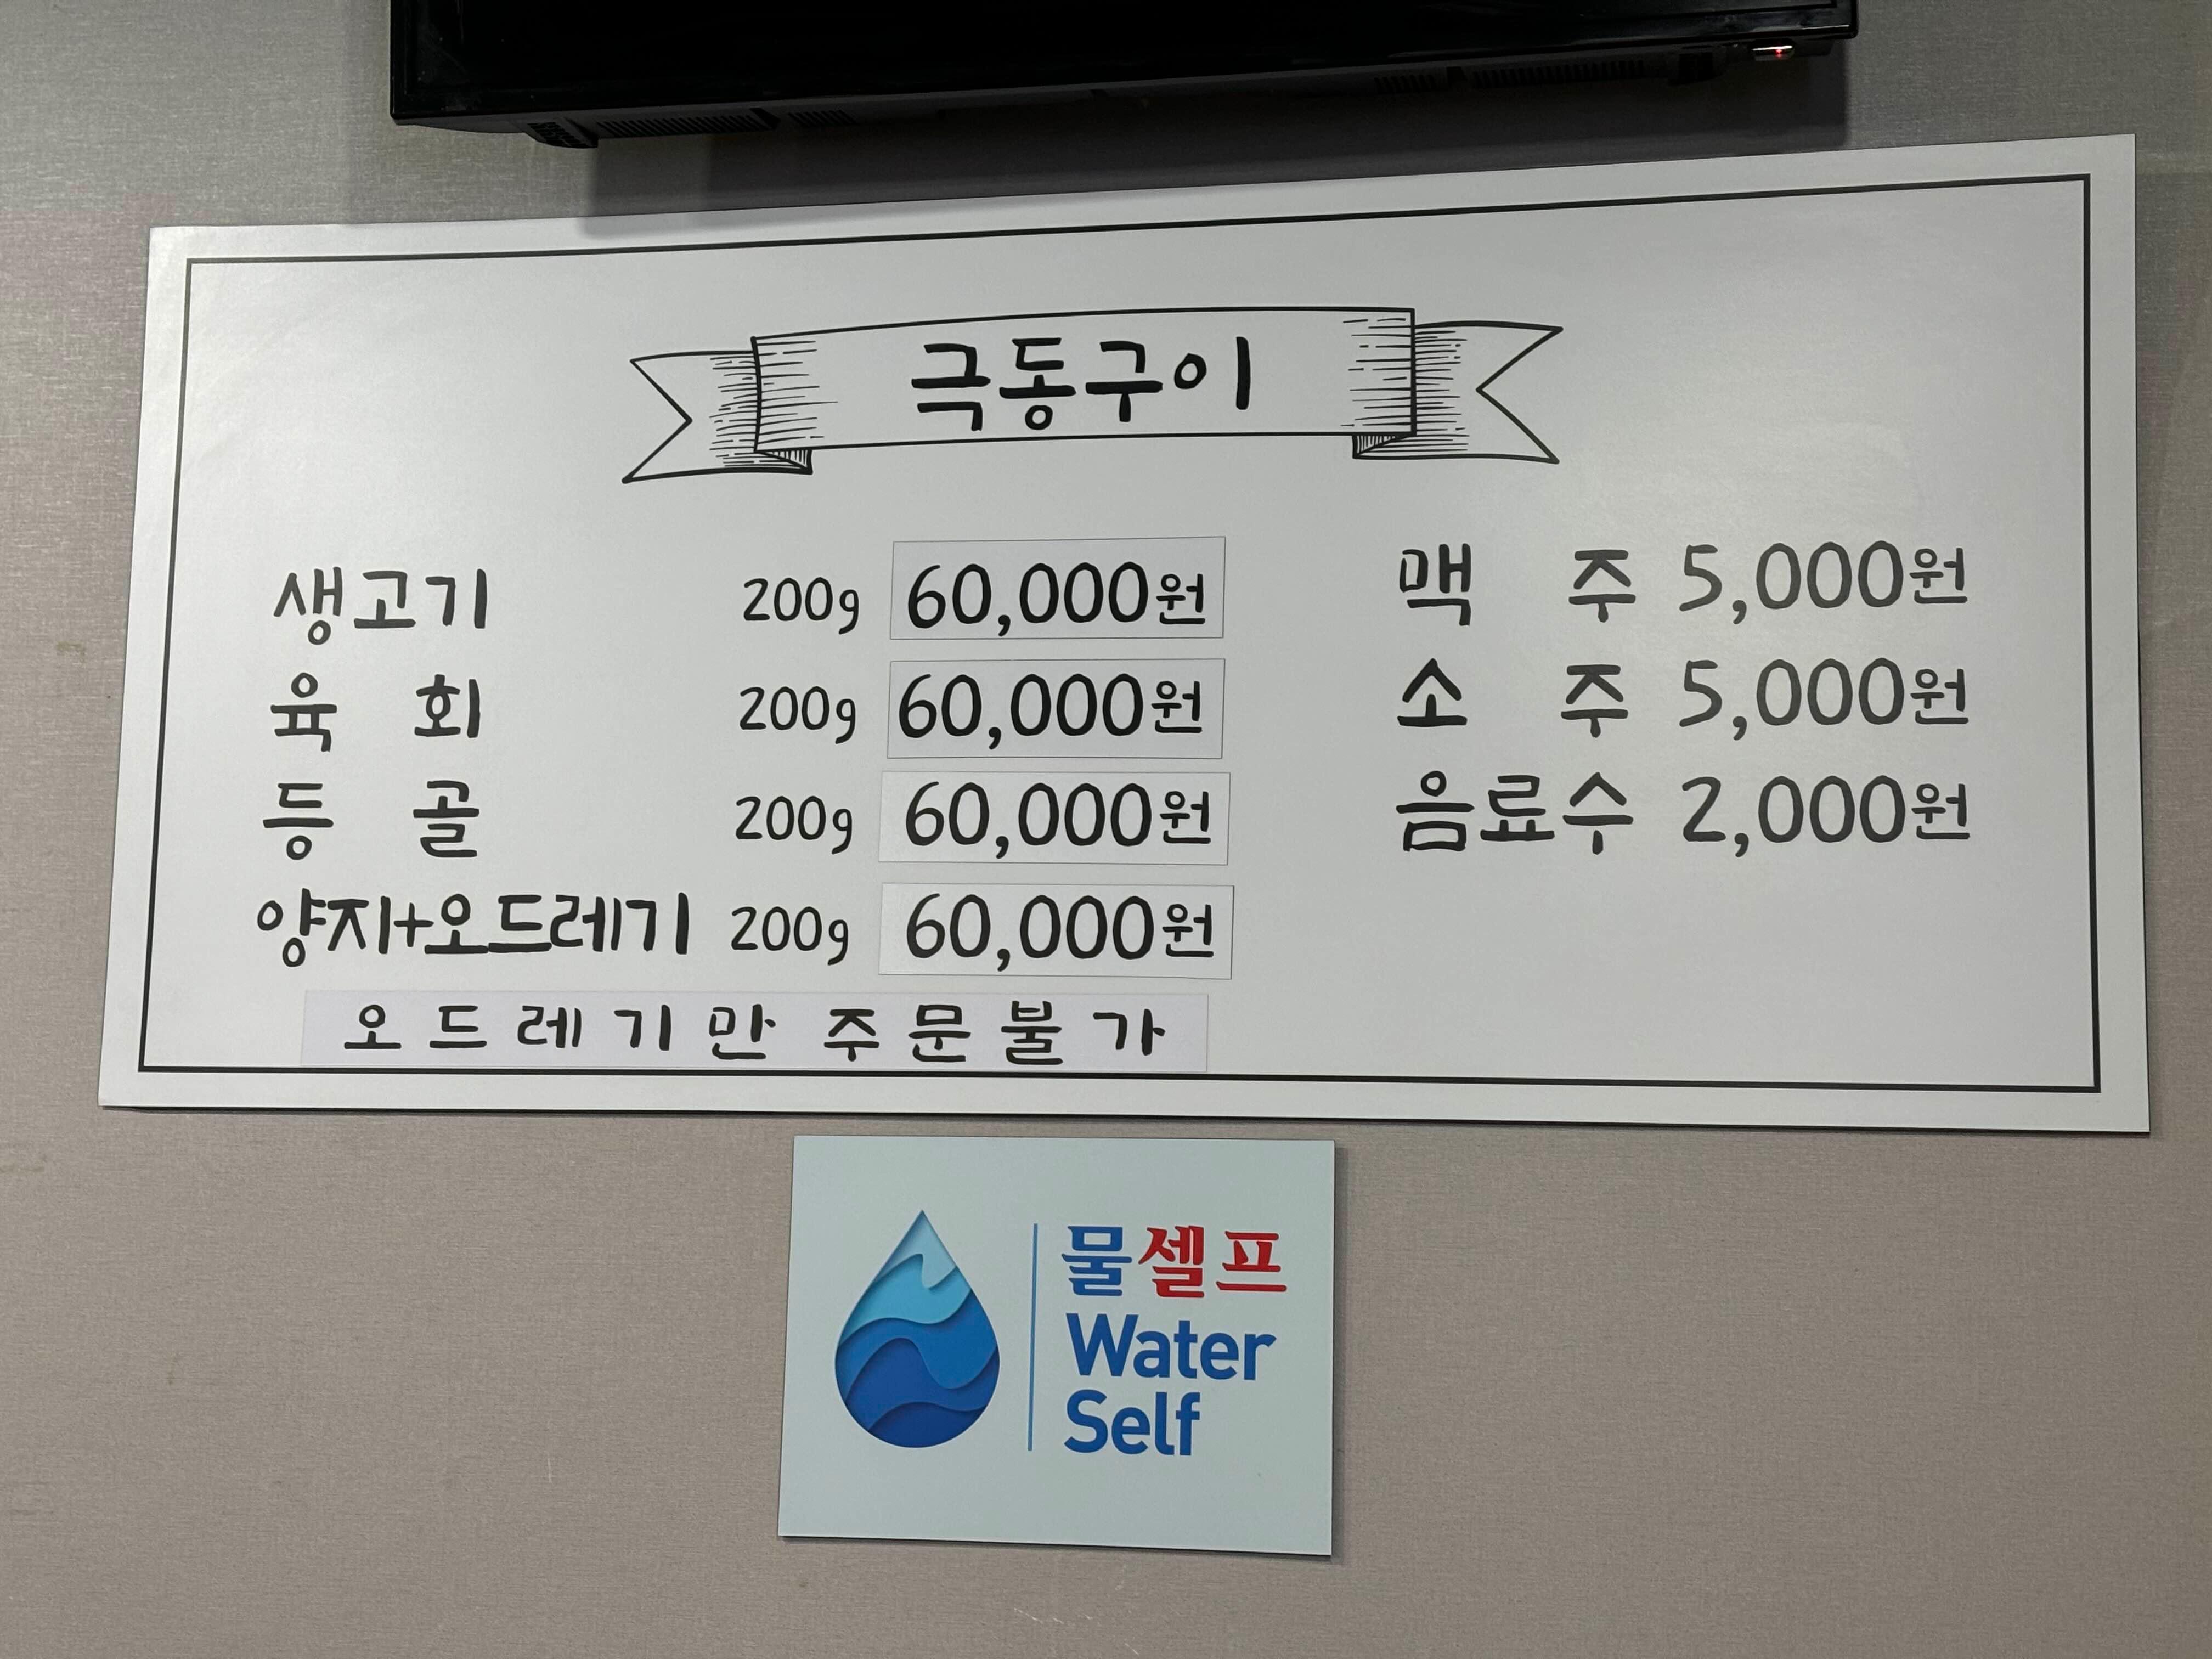 극동구이
생고기 200g 60,000원
육 회 200g 60,000원
등 골 200g 60,000원
양지+오드레기 200g 60,000원
오드레기만 주문불가
맥 주 5,000원
소 주 5,000원
음료수 2,000원
물셀프
Water
Self